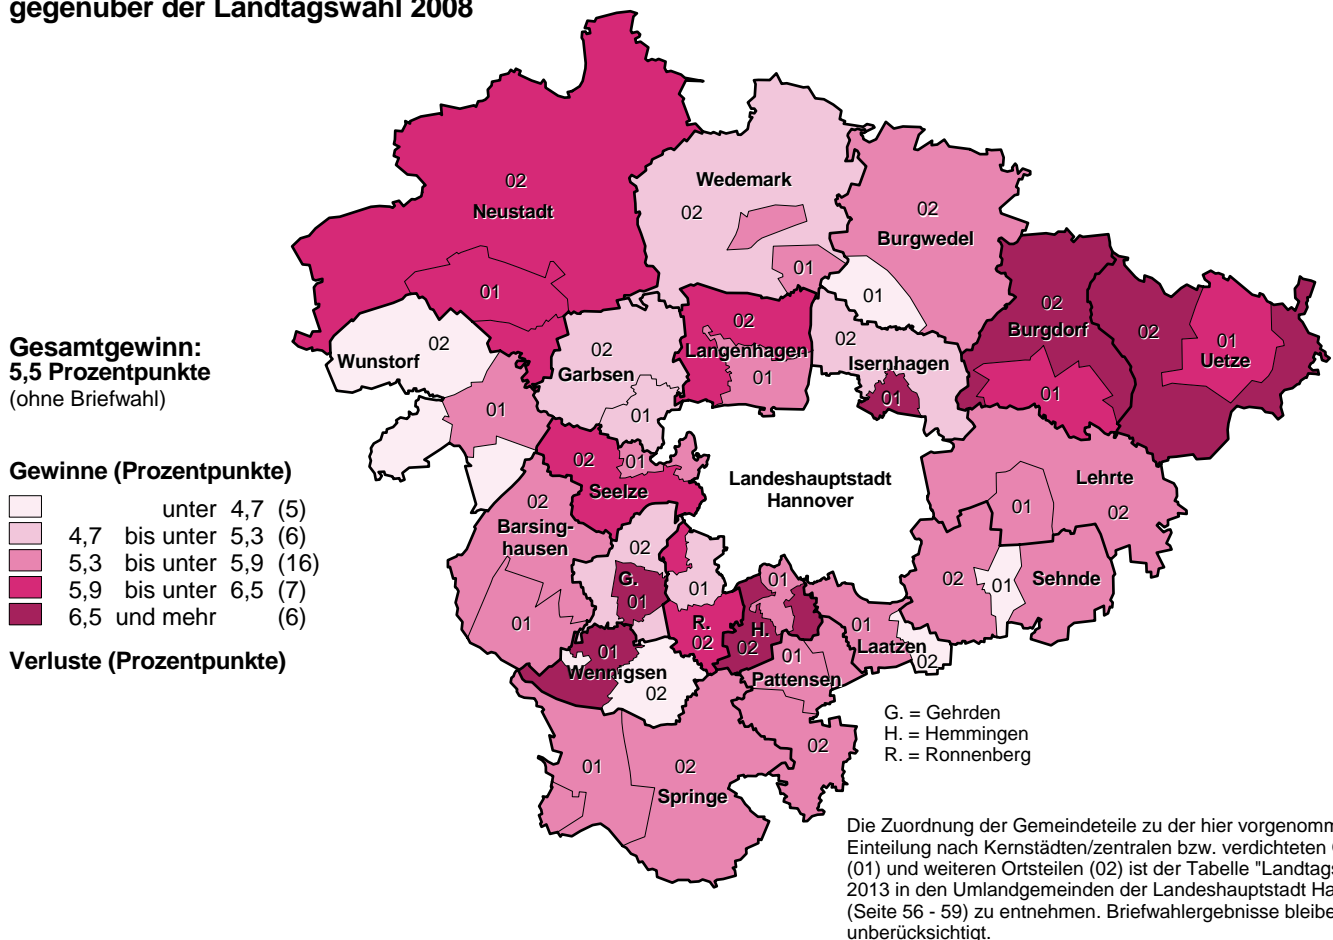 gegenüber der Landtagswahl 2008
02
Neustadt
01
Wedemark
02
01
02
Burgwedel
01
02
Burgdorf
01
02
01
Uetze
Wunstorf
02
01
02
Garbsen
01
02
Langenhagen
01
02
Isernhagen
01
Gesamtgewinn:
5,5 Prozentpunkte
(ohne Briefwahl)
Gewinne (Prozentpunkte)
unter 4,7 (5)
4,7 bis unter 5,3 (6)
5,3 bis unter 5,9 (16)
5,9 bis unter 6,5 (7)
6,5 und mehr (6)
Verluste (Prozentpunkte)
02
01
Seelze
Landeshauptstadt
Hannover
Lehrte
01
02
02
Barsing-
hausen
01
02
G.
01
01
R.
02
01
H.
02
02
01
Sehnde
01
Laatzen
02
01
Wennigsen
02
01
Pattensen
02
01
02
Springe
G. = Gehrden
H. = Hemmingen
R. = Ronnenberg
Die Zuordnung der Gemeindeteile zu der hier vorgenomm
Einteilung nach Kernstädten/zentralen bzw. verdichteten
(01) und weiteren Ortsteilen (02) ist der Tabelle "Landtags
2013 in den Umlandgemeinden der Landeshauptstadt Ha
(Seite 56 - 59) zu entnehmen. Briefwahlergebnisse bleibe
unberücksichtigt.